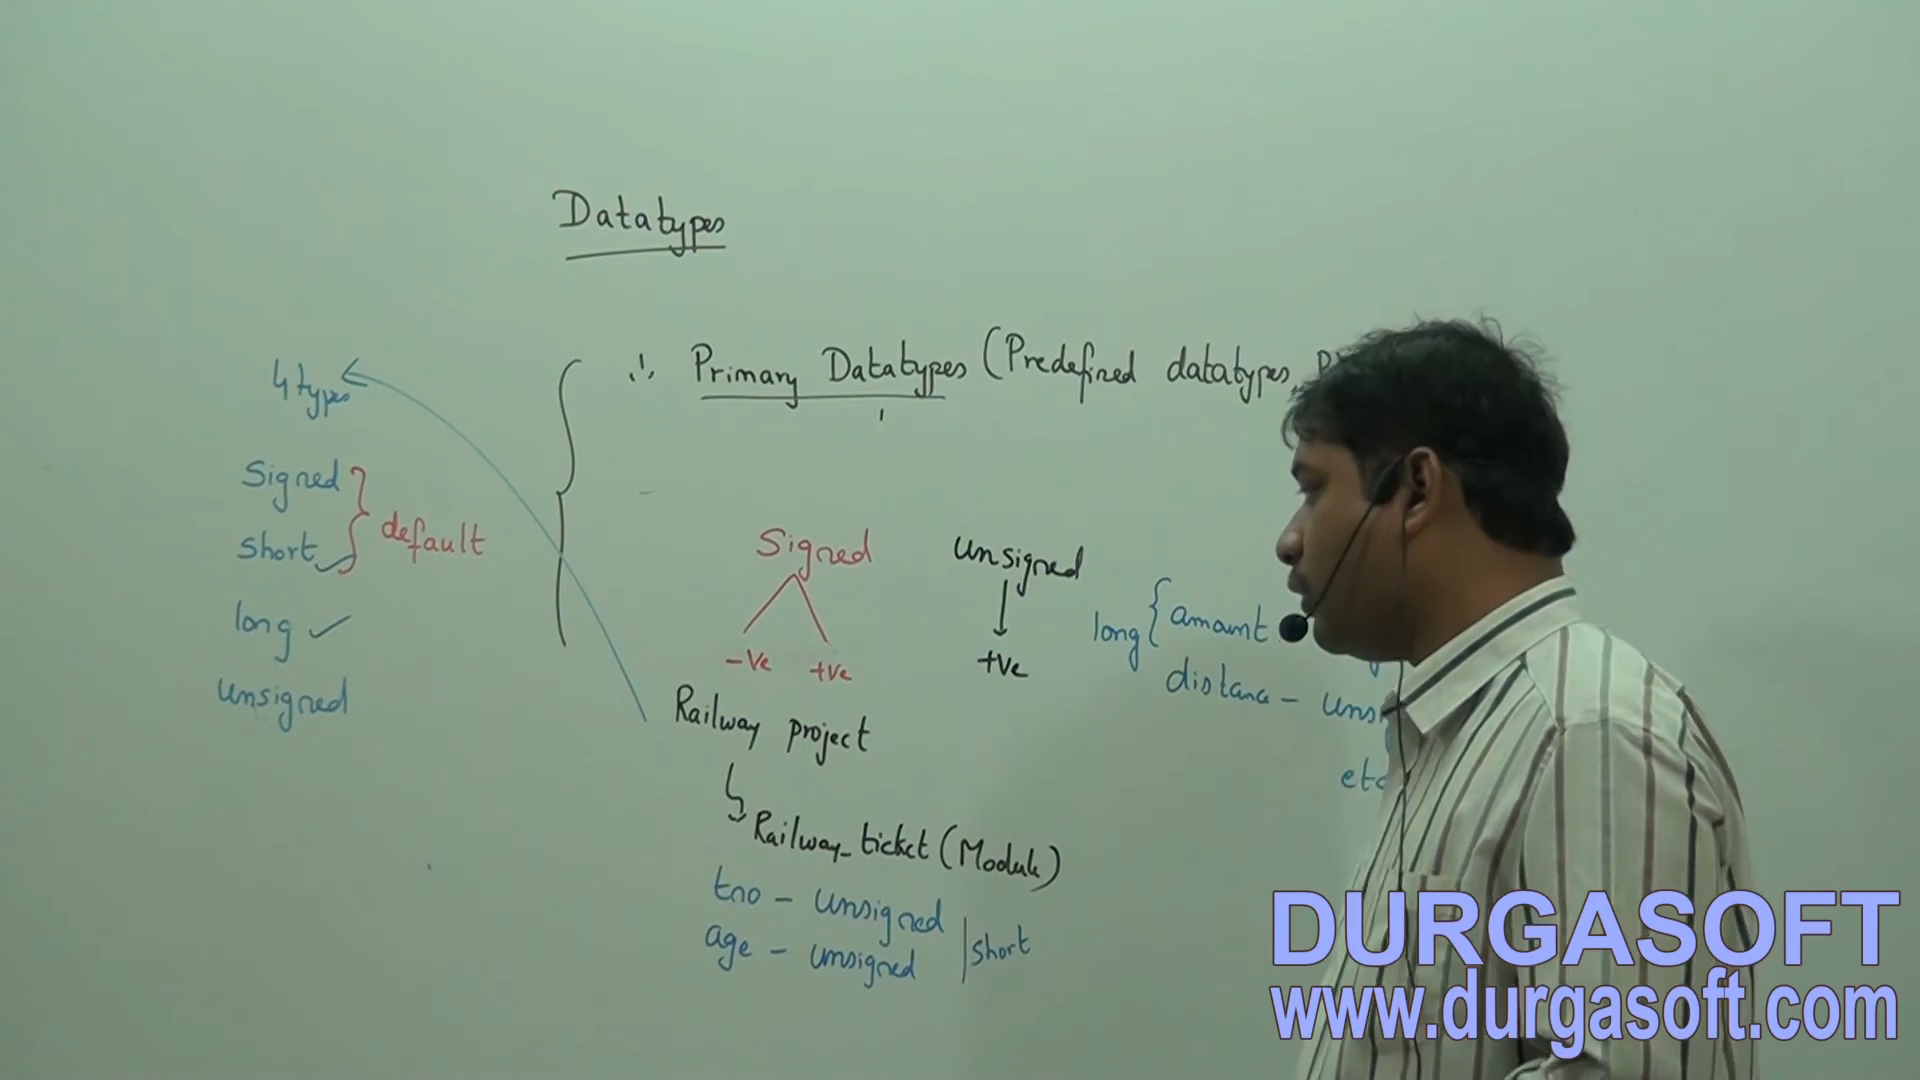 Datatypes
Primary Datatypes (Predefined datatypes,
4 types
Signed
short
default
long
unsigned
Signed
-Ve +ve
unsigned
+ve
long { amount
distance -
etc
Railway project
Railway_ticket (Module)
tno - unsigned
age - unsigned
short
DURGASOFT
www.durgasoft.com